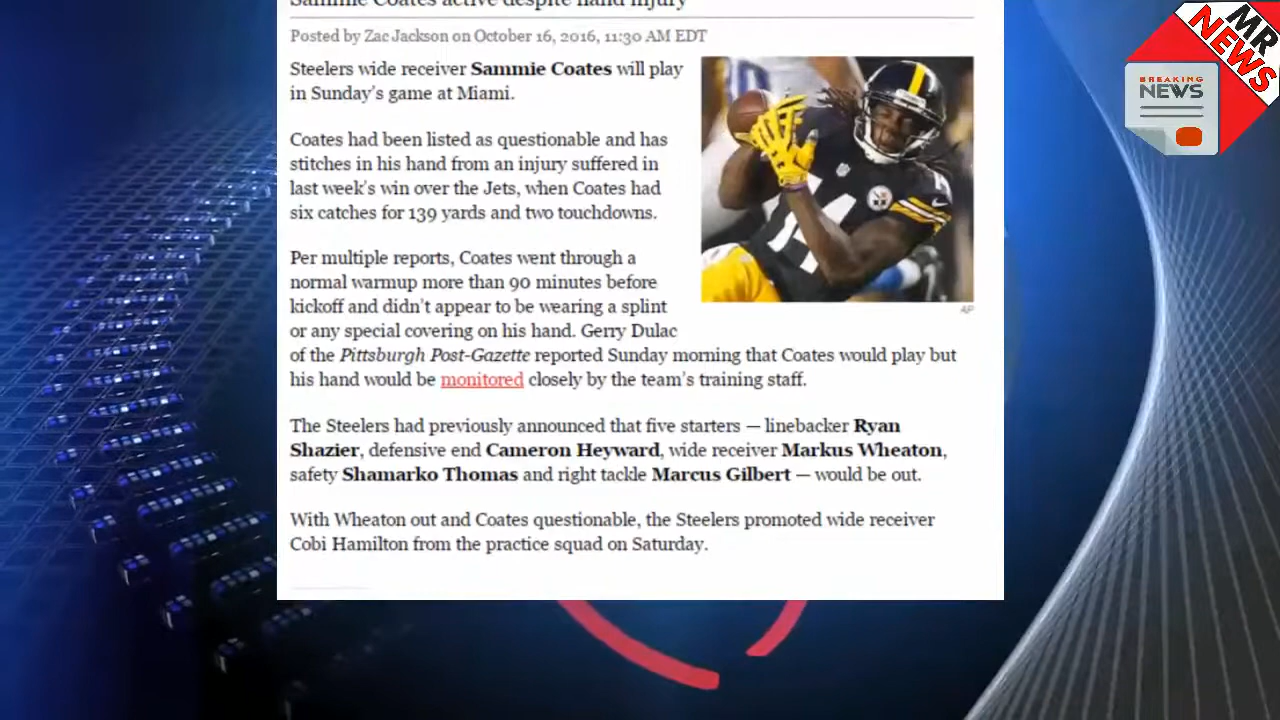 Sammie Coates active despite hand injury
Posted by Zac Jackson on October 16, 2016, 11:30 AM EDT
Steelers wide receiver Sammie Coates will play
in Sunday's game at Miami.
Coates had been listed as questionable and has
stitches in his hand from an injury suffered in
last week's win over the Jets, when Coates had
six catches for 139 yards and two touchdowns.
Per multiple reports, Coates went through a
normal warmup more than 90 minutes before
kickoff and didn't appear to be wearing a splint
or any special covering on his hand. Gerry Dulac
of the Pittsburgh Post-Gazette reported Sunday morning that Coates would play but
his hand would be monitored closely by the team's training staff.
The Steelers had previously announced that five starters — linebacker Ryan
Shazier, defensive end Cameron Heyward, wide receiver Markus Wheaton,
safety Shamarko Thomas and right tackle Marcus Gilbert — would be out.
With Wheaton out and Coates questionable, the Steelers promoted wide receiver
Cobi Hamilton from the practice squad on Saturday.
AP
14
MR
NEWS
BREAKING
NEWS